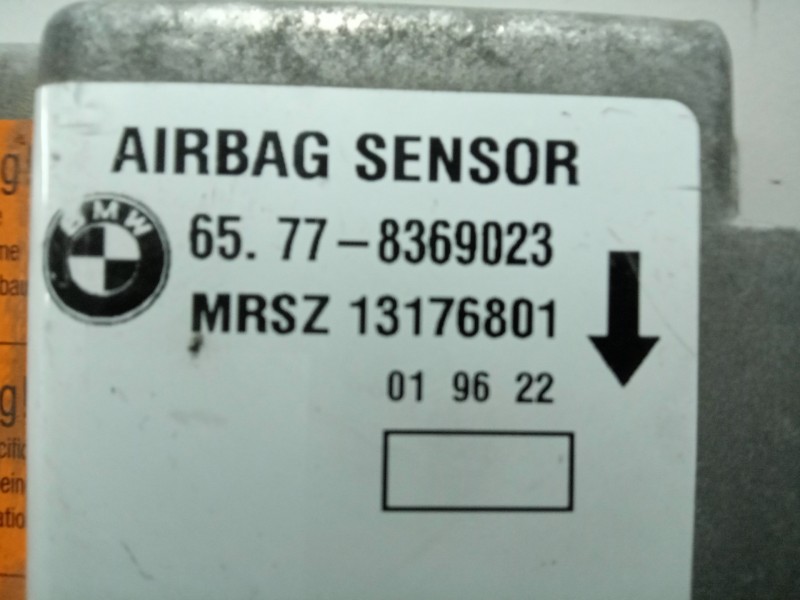 AIRBAG SENSOR
BMW
65. 77-8369023
MRSZ 13176801
01 96 22
g!
g!